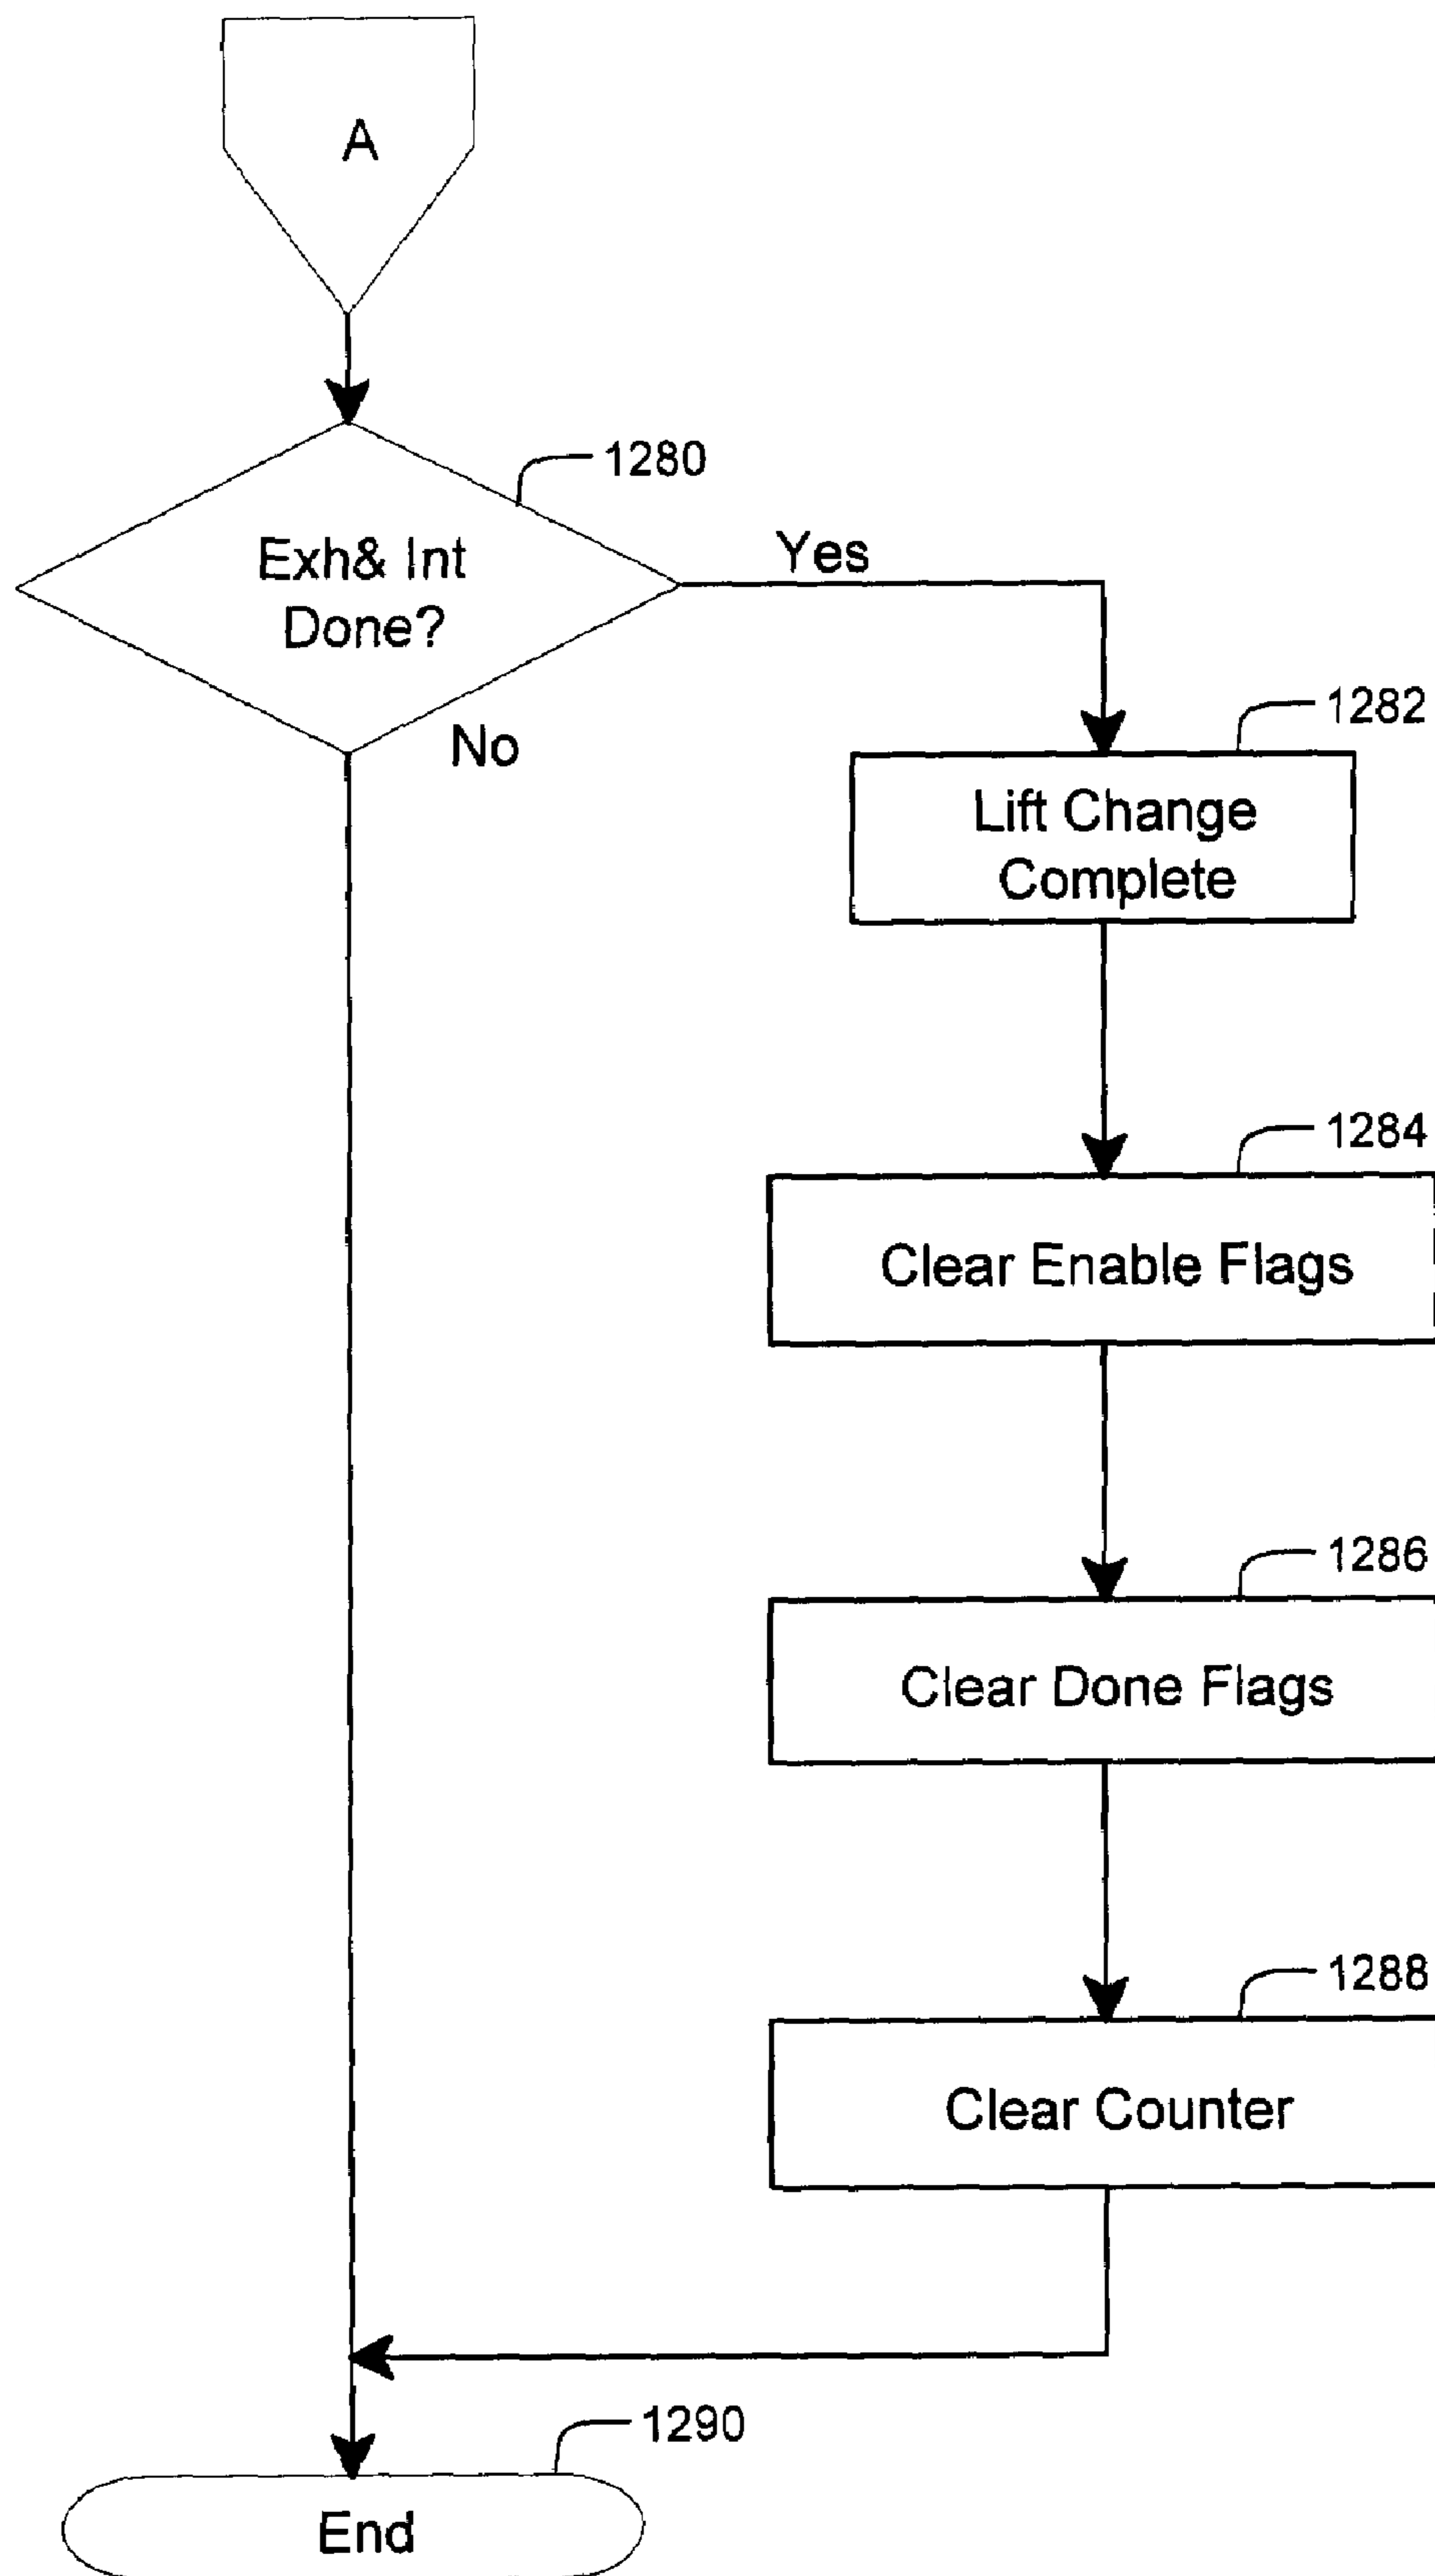 A
1280
Exh& Int
Done?
Yes
No
1282
Lift Change
Complete
1284
Clear Enable Flags
1286
Clear Done Flags
1288
Clear Counter
1290
End